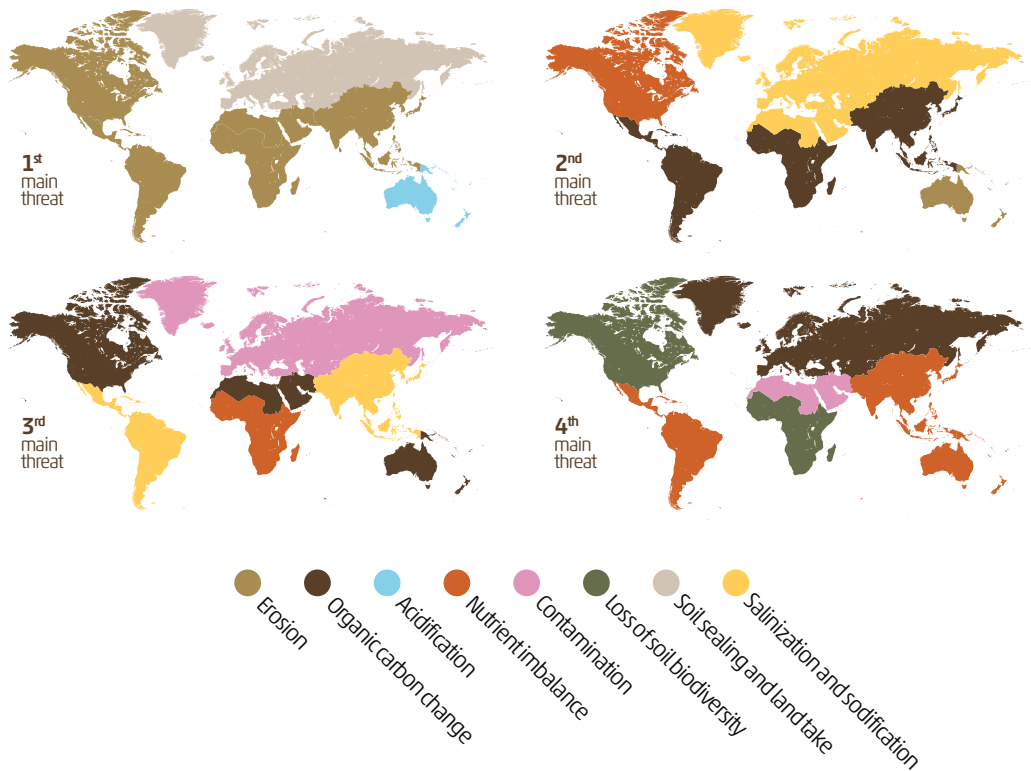 1st
main
threat
2nd
main
threat
3rd
main
threat
4th
main
threat
Erosion
Organic carbon change
Acidification
Nutrient imbalance
Contamination
Loss of soil biodiversity
Soil sealing and land take
Salinization and sodification